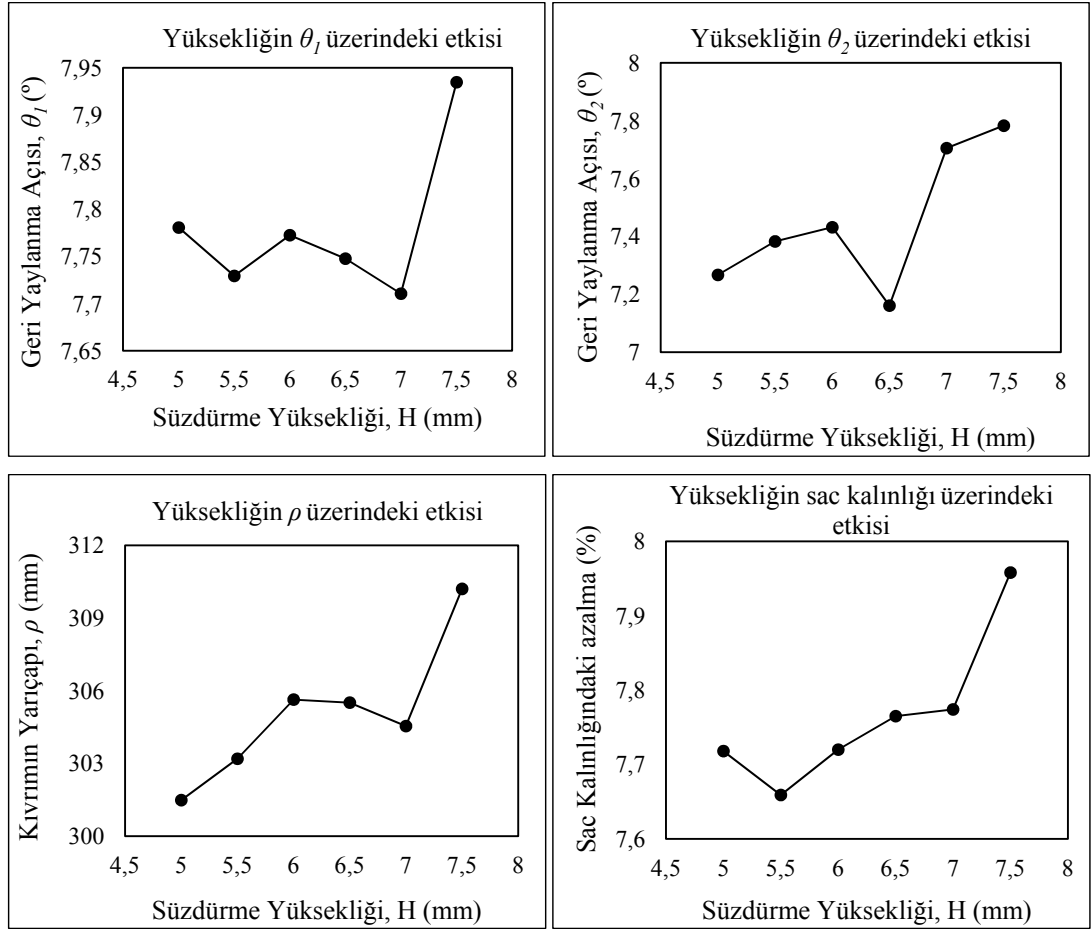 Yüksekliğin θ1 üzerindeki etkisi
Geri Yaylanma Açısı, θ1 (º)
7,95
7,9
7,85
7,8
7,75
7,7
7,65
4,5 5 5,5 6 6,5 7 7,5 8
Süzdürme Yüksekliği, H (mm)
Yüksekliğin θ2 üzerindeki etkisi
Geri Yaylanma Açısı, θ2 (º)
8
7,8
7,6
7,4
7,2
7
4,5 5 5,5 6 6,5 7 7,5 8
Süzdürme Yüksekliği, H (mm)
Yüksekliğin ρ üzerindeki etkisi
Kıvrımın Yarıçapı, ρ (mm)
312
309
306
303
300
4,5 5 5,5 6 6,5 7 7,5 8
Süzdürme Yüksekliği, H (mm)
Yüksekliğin sac kalınlığı üzerindeki
etkisi
Sac Kalınlığındaki azalma (%)
8
7,9
7,8
7,7
7,6
4,5 5 5,5 6 6,5 7 7,5 8
Süzdürme Yüksekliği, H (mm)